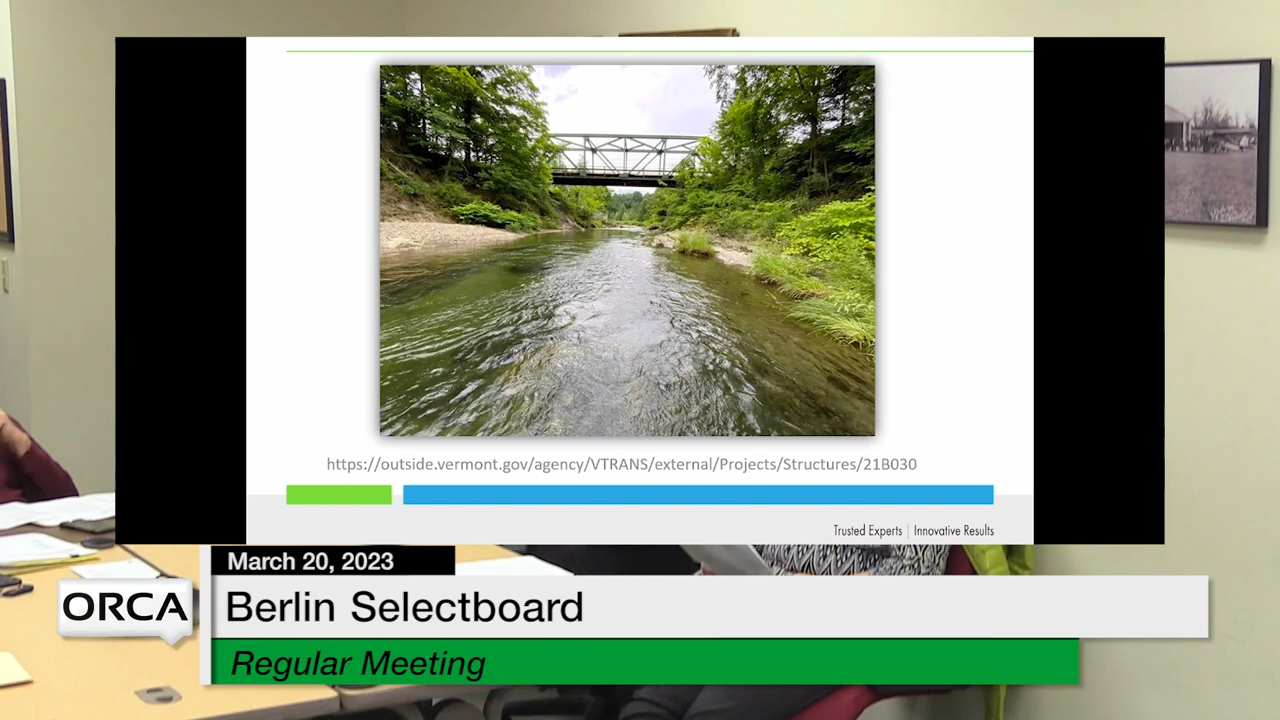 https://outside.vermont.gov/agency/VTRANS/external/Projects/Structures/21B030
Trusted Experts | Innovative Results
March 20, 2023
ORCA
Berlin Selectboard
Regular Meeting